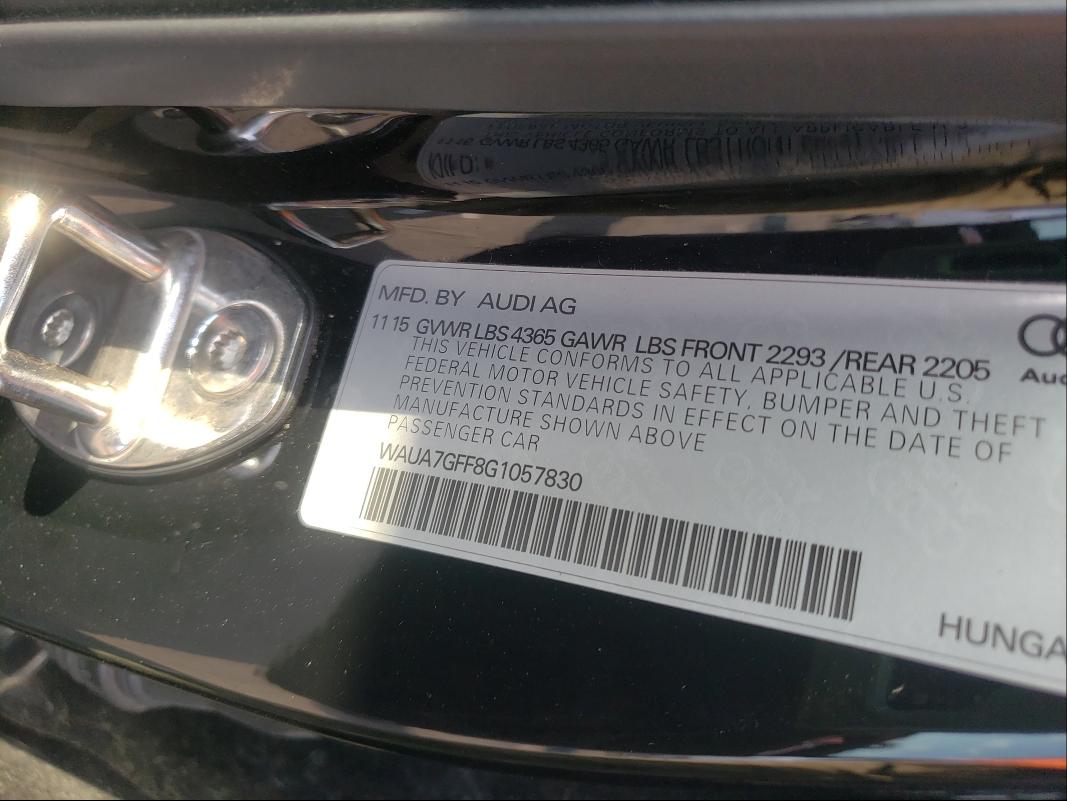 MFD. BY AUDI AG
11 15 GVWR LBS 4365 GAWR LBS FRONT 2293 /REAR 2205
THIS VEHICLE CONFORMS TO ALL APPLICABLE U.S.
FEDERAL MOTOR VEHICLE SAFETY, BUMPER AND THEFT
PREVENTION STANDARDS IN EFFECT ON THE DATE OF
MANUFACTURE SHOWN ABOVE
PASSENGER CAR
WAUA7GFF8G1057830
Aud
HUNGA